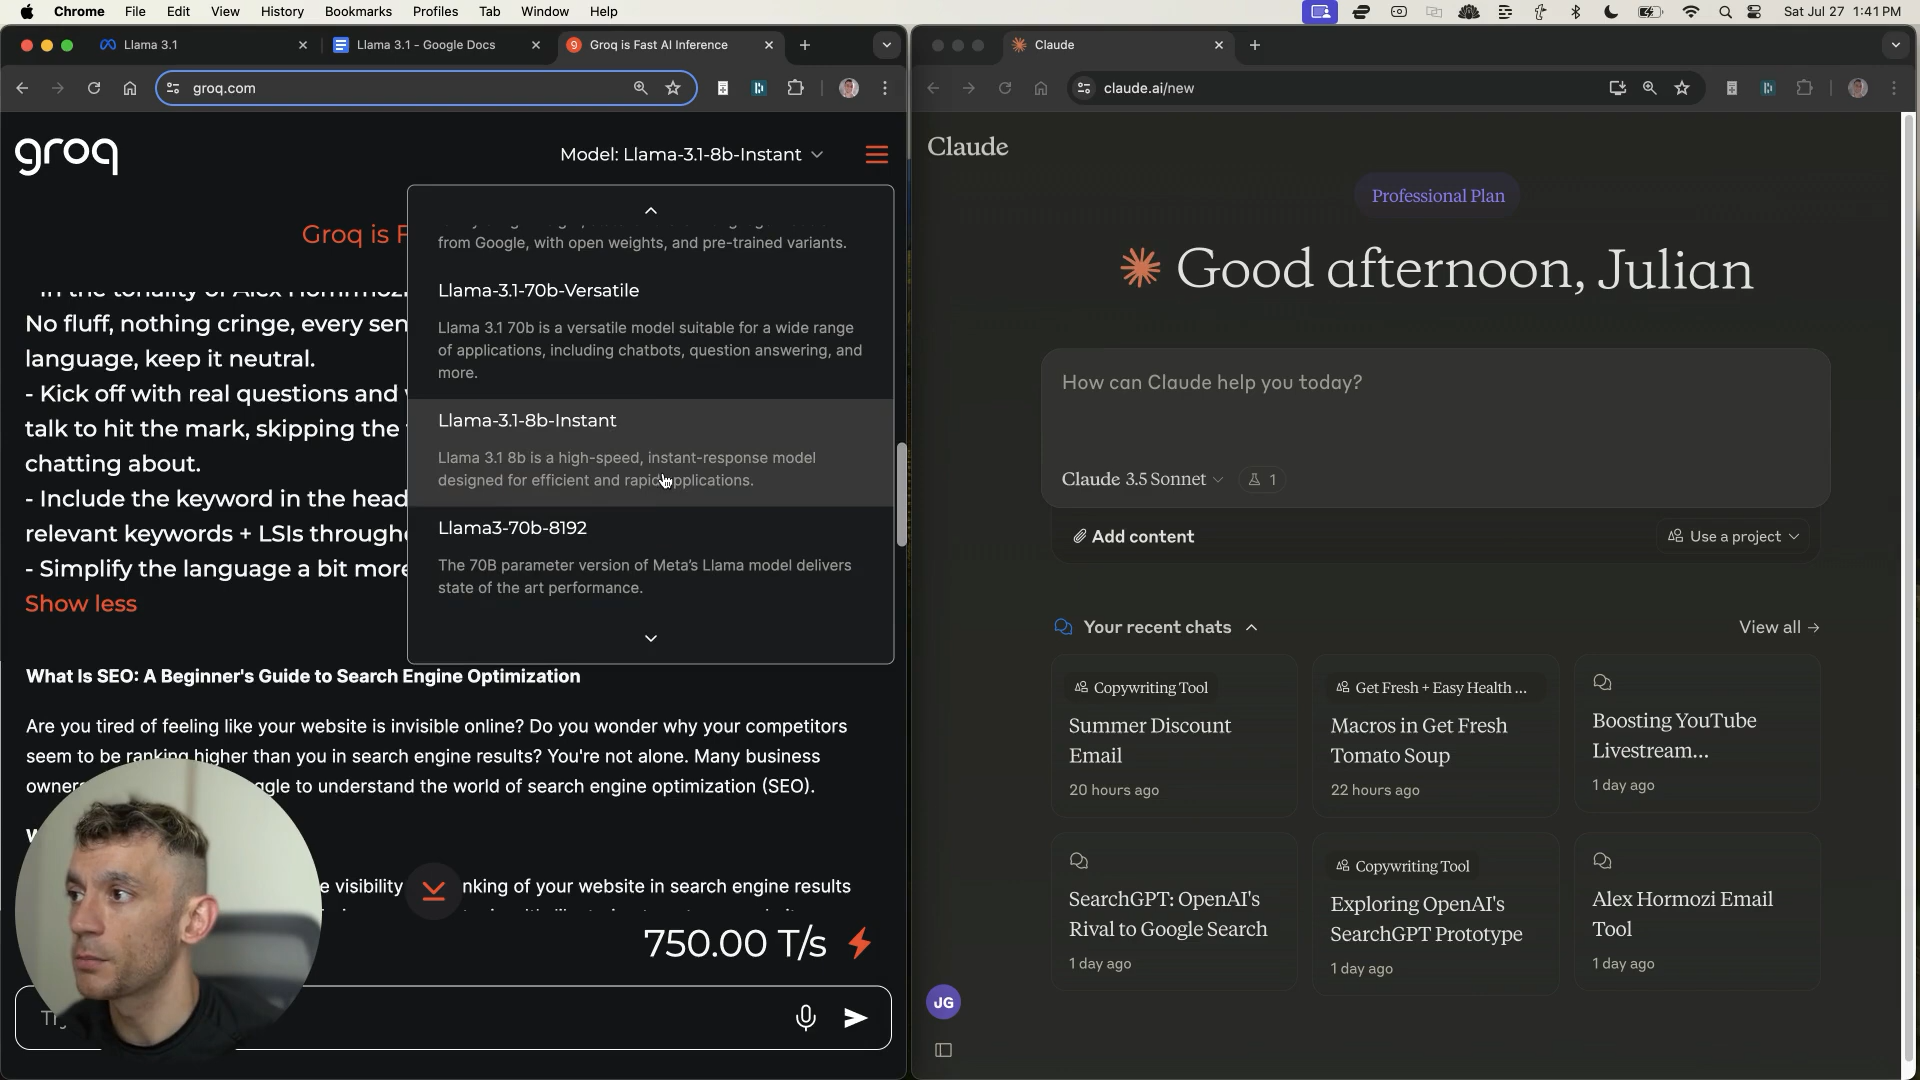 Chrome File Edit View History Bookmarks Profiles Tab Window Help
Sat Jul 27 1:41 PM
Llama 3.1
Llama 3.1 - Google Docs
Groq is Fast AI Inference
groq.com
groq
Model: Llama-3.1-8b-Instant
Groq is
No fluff, nothing cringe, every
language, keep it neutral.
- Kick off with real questions and
talk to hit the mark, skipping the
chatting about.
- Include the keyword in the
relevant keywords + LSIs
- Simplify the language a bit more
Show less
from Google, with open weights, and pre-trained variants.
Llama-3.1-70b-Versatile
Llama 3.1 70b is a versatile model suitable for a wide range
of applications, including chatbots, question answering, and
more.
Llama-3.1-8b-Instant
Llama 3.1 8b is a high-speed, instant-response model
designed for efficient and rapid applications.
Llama3-70b-8192
The 70B parameter version of Meta's Llama model delivers
state of the art performance.
What Is SEO: A Beginner's Guide to Search Engine Optimization
Are you tired of feeling like your website is invisible online? Do you wonder why your competitors
seem to be ranking higher than you in search engine results? You're not alone. Many business
to understand the world of search engine optimization (SEO).
visibility
of your website in search engine results
750.00 T/s
Claude
claude.ai/new
Claude
Professional Plan
Good afternoon, Julian
How can Claude help you today?
Claude 3.5 Sonnet
1
Add content
Use a project
Your recent chats
View all →
Copywriting Tool
Summer Discount
Email
20 hours ago
Get Fresh + Easy Health ...
Macros in Get Fresh
Tomato Soup
22 hours ago
Boosting YouTube
Livestream...
1 day ago
SearchGPT: OpenAI's
Rival to Google Search
1 day ago
Copywriting Tool
Exploring OpenAI's
SearchGPT Prototype
1 day ago
Alex Hormozi Email
Tool
1 day ago
JG